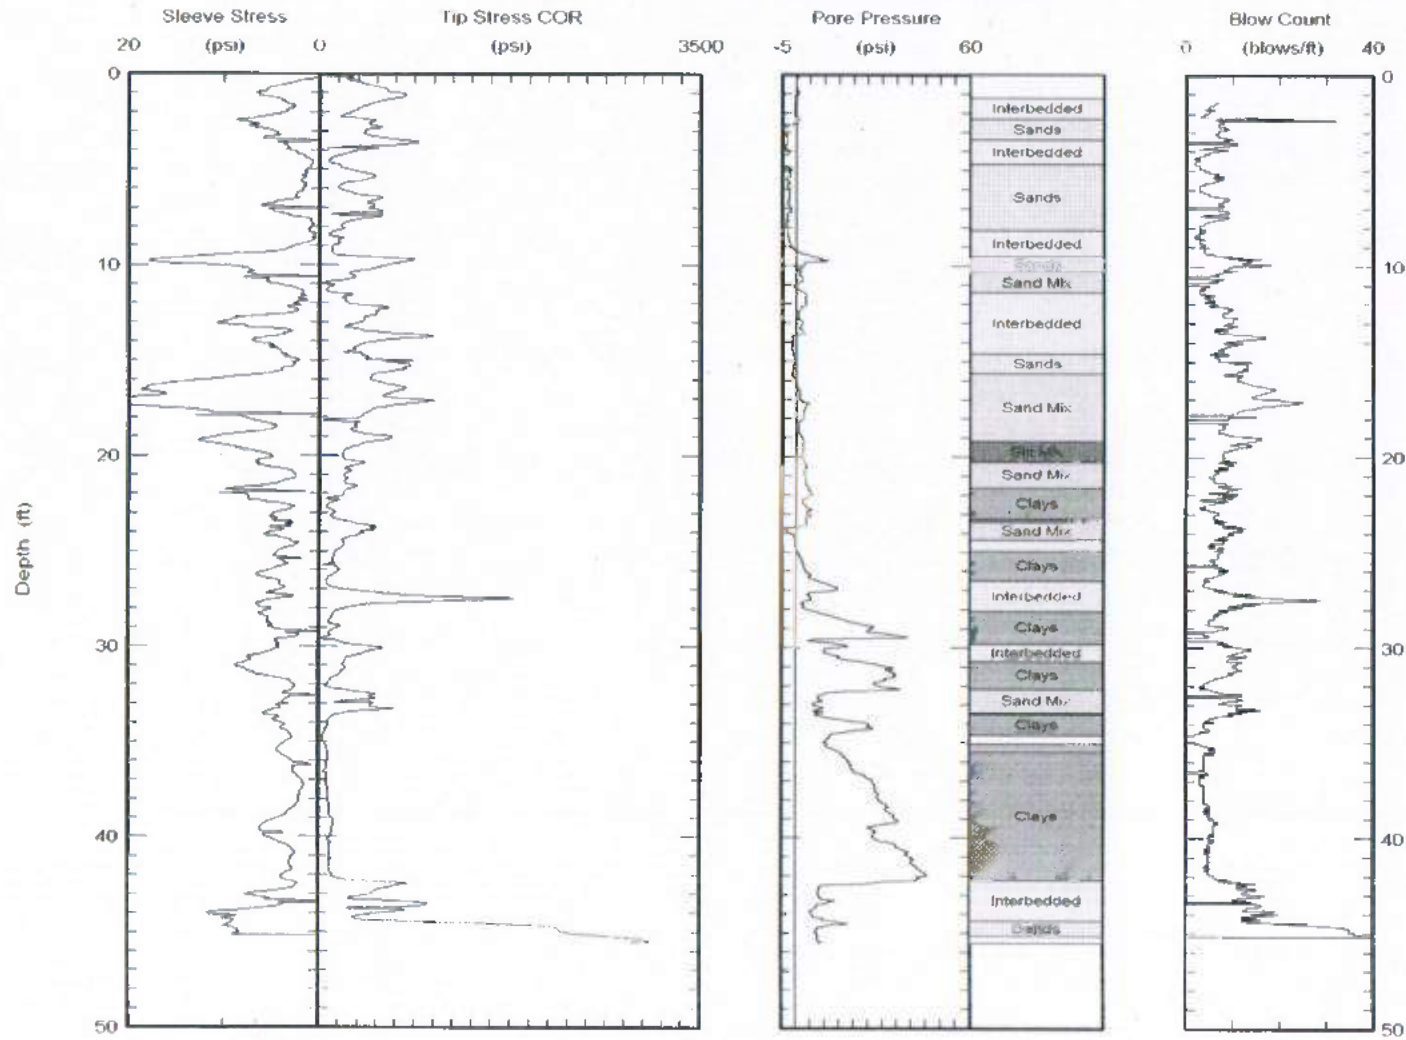 Sleeve Stress Tip Stress COR Pore Pressure Blow Count
20 (psi) 0 (psi) 3500 -5 (psi) 60 0 (blows/ft) 40
0 0
Interbedded
Sands
Interbedded
Sands
Interbedded
10 Sands 10
Sand Mix
Interbedded
Sands
Sand Mix
Silt Mix
20 Sand Mix 20
Clays
Sand Mix
Depth (ft)
Clays
Interbedded
Clays
30 Interbedded 30
Clays
Sand Mix
Clays
Clays
40 40
Interbedded
Sands
50 50